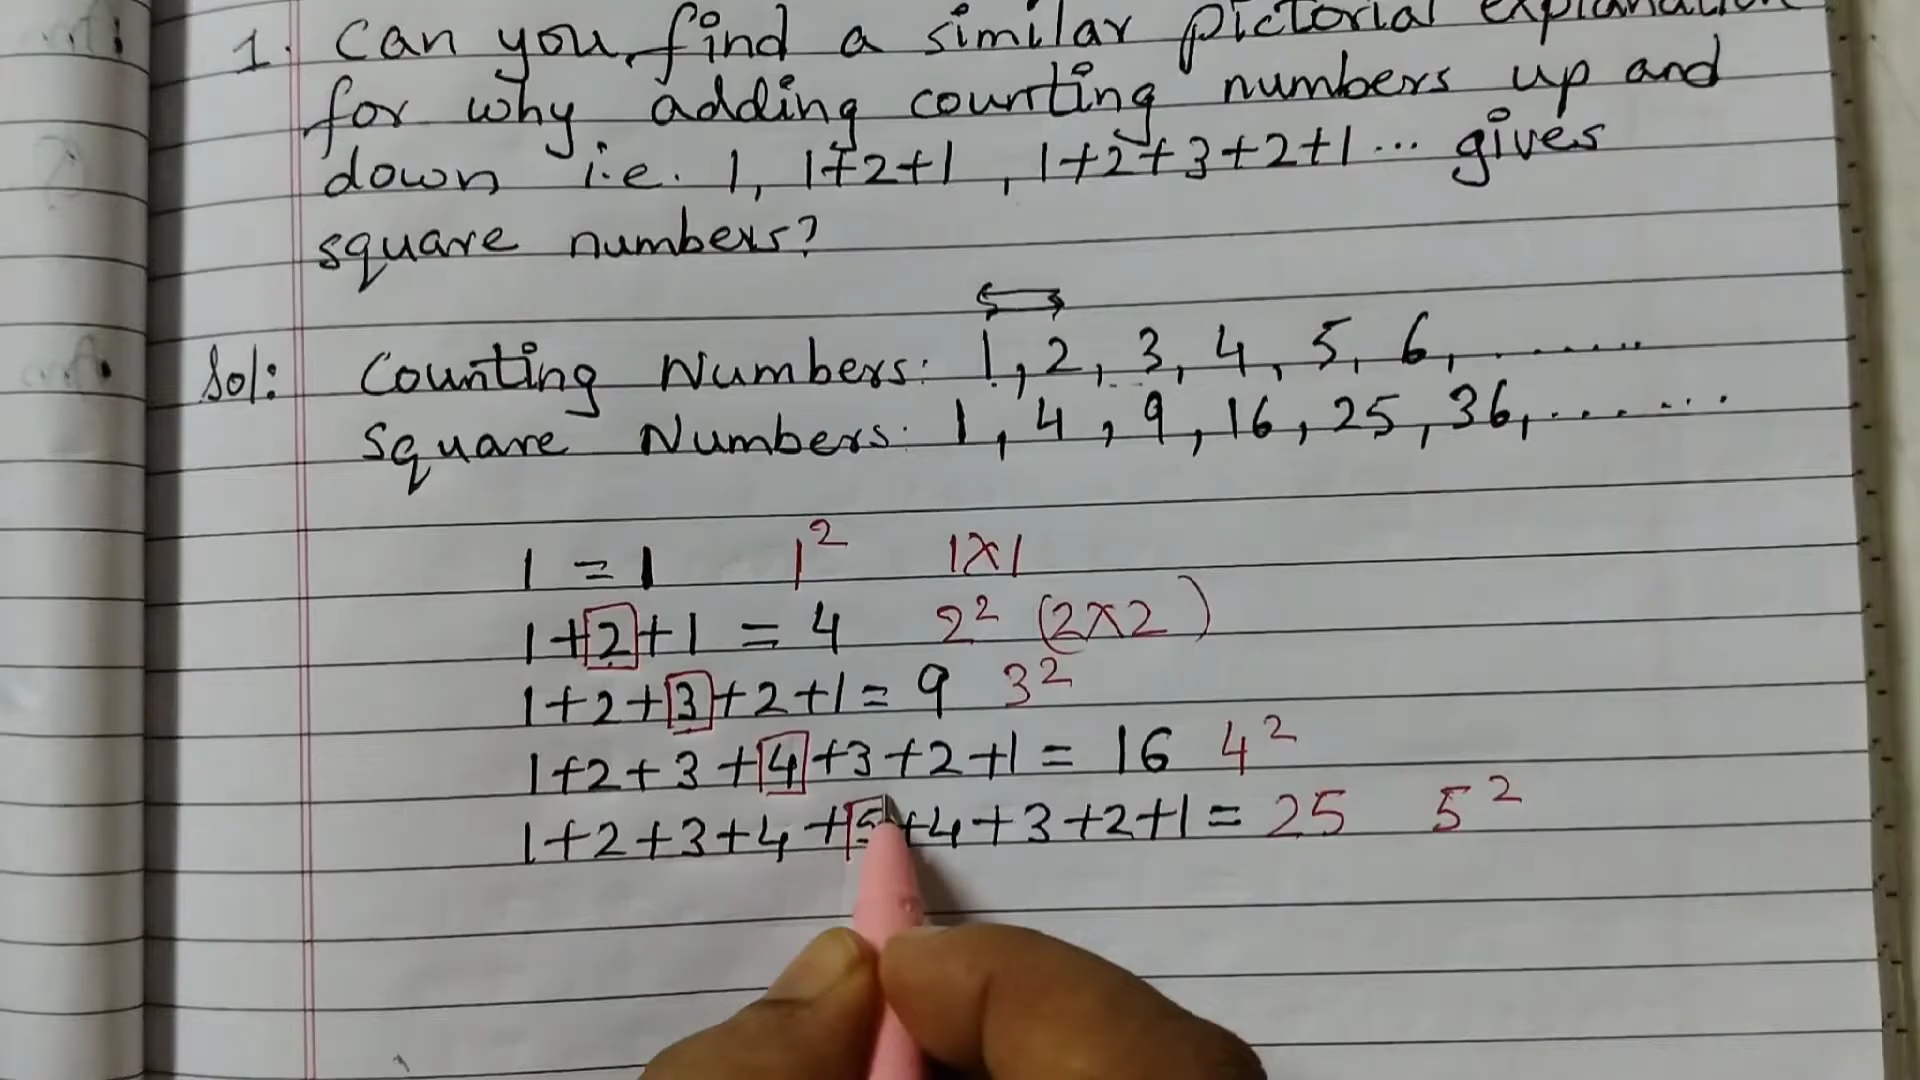 1. Can you find a similar pictorial explanation
for why adding counting numbers up and
down i.e. 1, 1+2+1, 1+2+3+2+1... gives
square numbers?
Sol: Counting Numbers: 1, 2, 3, 4, 5, 6, .......
Square Numbers: 1, 4, 9, 16, 25, 36, .......
1 = 1 1² 1×1
1+2+1 = 4 2² (2×2)
1+2+3+2+1 = 9 3²
1+2+3+4+3+2+1 = 16 4²
1+2+3+4+5+4+3+2+1 = 25 5²